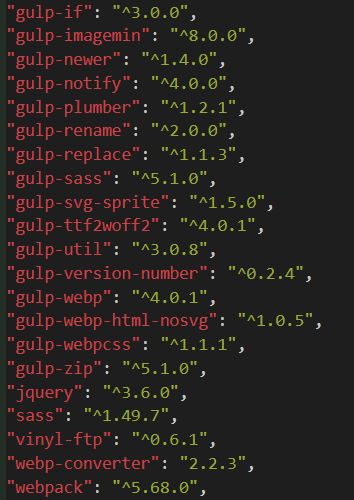 "gulp-if": "^3.0.0",
"gulp-imagemin": "^8.0.0",
"gulp-newer": "^1.4.0",
"gulp-notify": "^4.0.0",
"gulp-plumber": "^1.2.1",
"gulp-rename": "^2.0.0",
"gulp-replace": "^1.1.3",
"gulp-sass": "^5.1.0",
"gulp-svg-sprite": "^1.5.0",
"gulp-ttf2woff2": "^4.0.1",
"gulp-util": "^3.0.8",
"gulp-version-number": "^0.2.4",
"gulp-webp": "^4.0.1",
"gulp-webp-html-nosvg": "^1.0.5",
"gulp-webpcss": "^1.1.1",
"gulp-zip": "^5.1.0",
"jquery": "^3.6.0",
"sass": "^1.49.7",
"vinyl-ftp": "^0.6.1",
"webp-converter": "2.2.3",
"webpack": "^5.68.0",